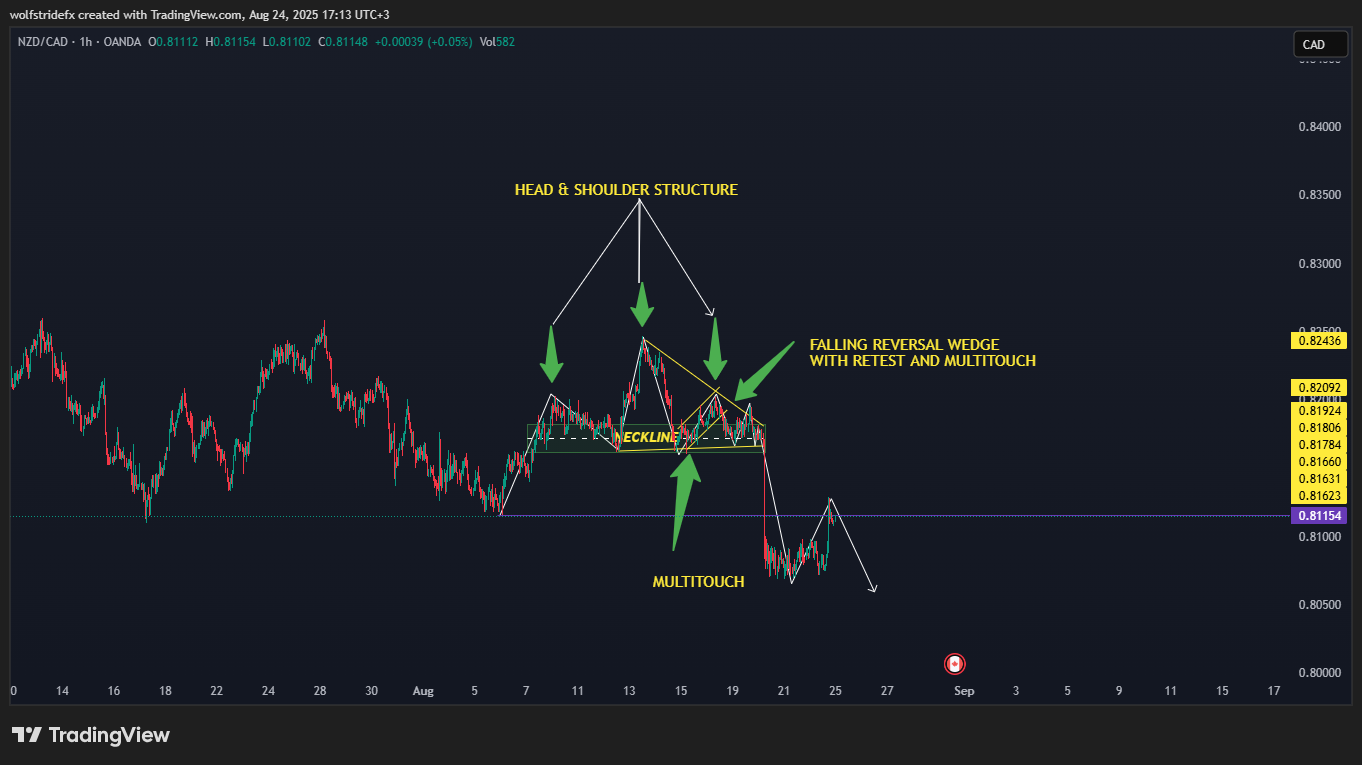 wolfstridefx created with TradingView.com, Aug 24, 2025 17:13 UTC+3
NZD/CAD · 1h · OANDA O0.81112 H0.81154 L0.81102 C0.81148 +0.00039 (+0.05%) Vol582
CAD
0.84000
HEAD & SHOULDER STRUCTURE
0.83500
0.83000
0.82500
0.82436
FALLING REVERSAL WEDGE
WITH RETEST AND MULTITOUCH
0.82092
0.82000
0.81924
0.81806
NECKLINE
0.81784
0.81660
0.81631
0.81623
0.81154
0.81000
MULTITOUCH
0.80500
0.80000
0 14 16 18 22 24 28 30 Aug 5 7 11 13 15 19 21 25 27 Sep 3 5 9 11 15 17
TradingView